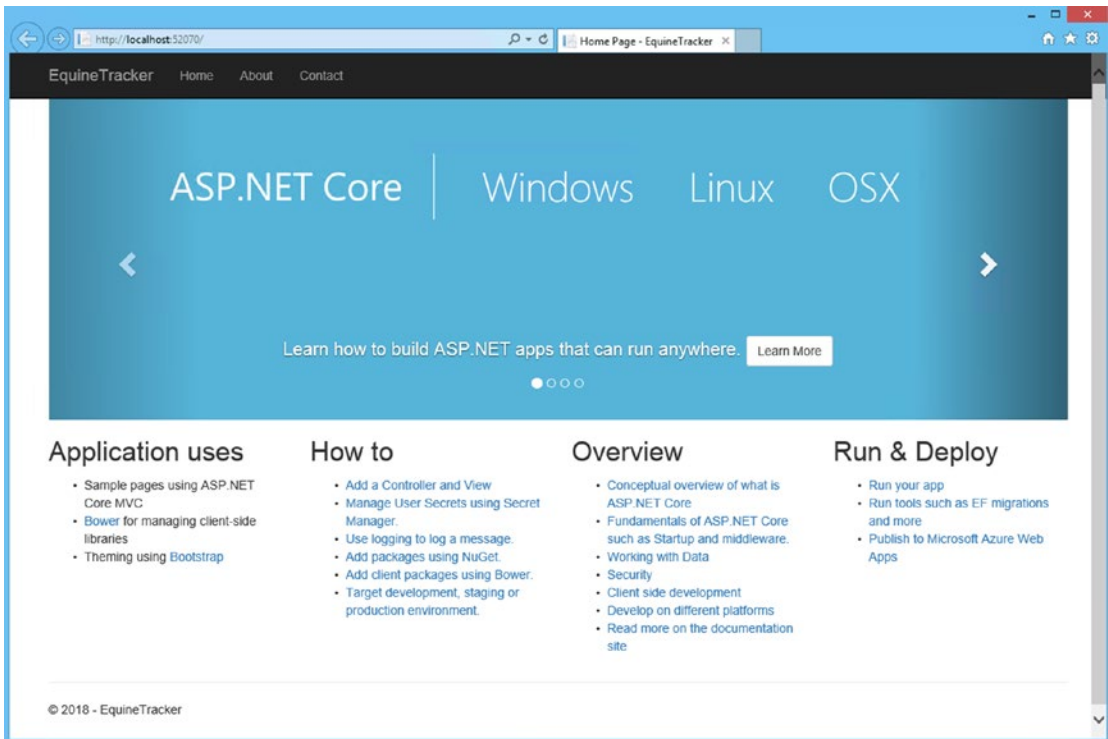 http://localhost:52070/
Home Page - EquineTracker
EquineTracker Home About Contact
ASP.NET Core Windows Linux OSX
Learn how to build ASP.NET apps that can run anywhere. Learn More
Application uses
Sample pages using ASP.NET
Core MVC
Bower for managing client-side
libraries
Theming using Bootstrap
How to
Add a Controller and View
Manage User Secrets using Secret
Manager.
Use logging to log a message.
Add packages using NuGet.
Add client packages using Bower.
Target development, staging or
production environment.
Overview
Conceptual overview of what is
ASP.NET Core
Fundamentals of ASP.NET Core
such as Startup and middleware.
Working with Data
Security
Client side development
Develop on different platforms
Read more on the documentation
site
Run & Deploy
Run your app
Run tools such as EF migrations
and more
Publish to Microsoft Azure Web
Apps
© 2018 - EquineTracker